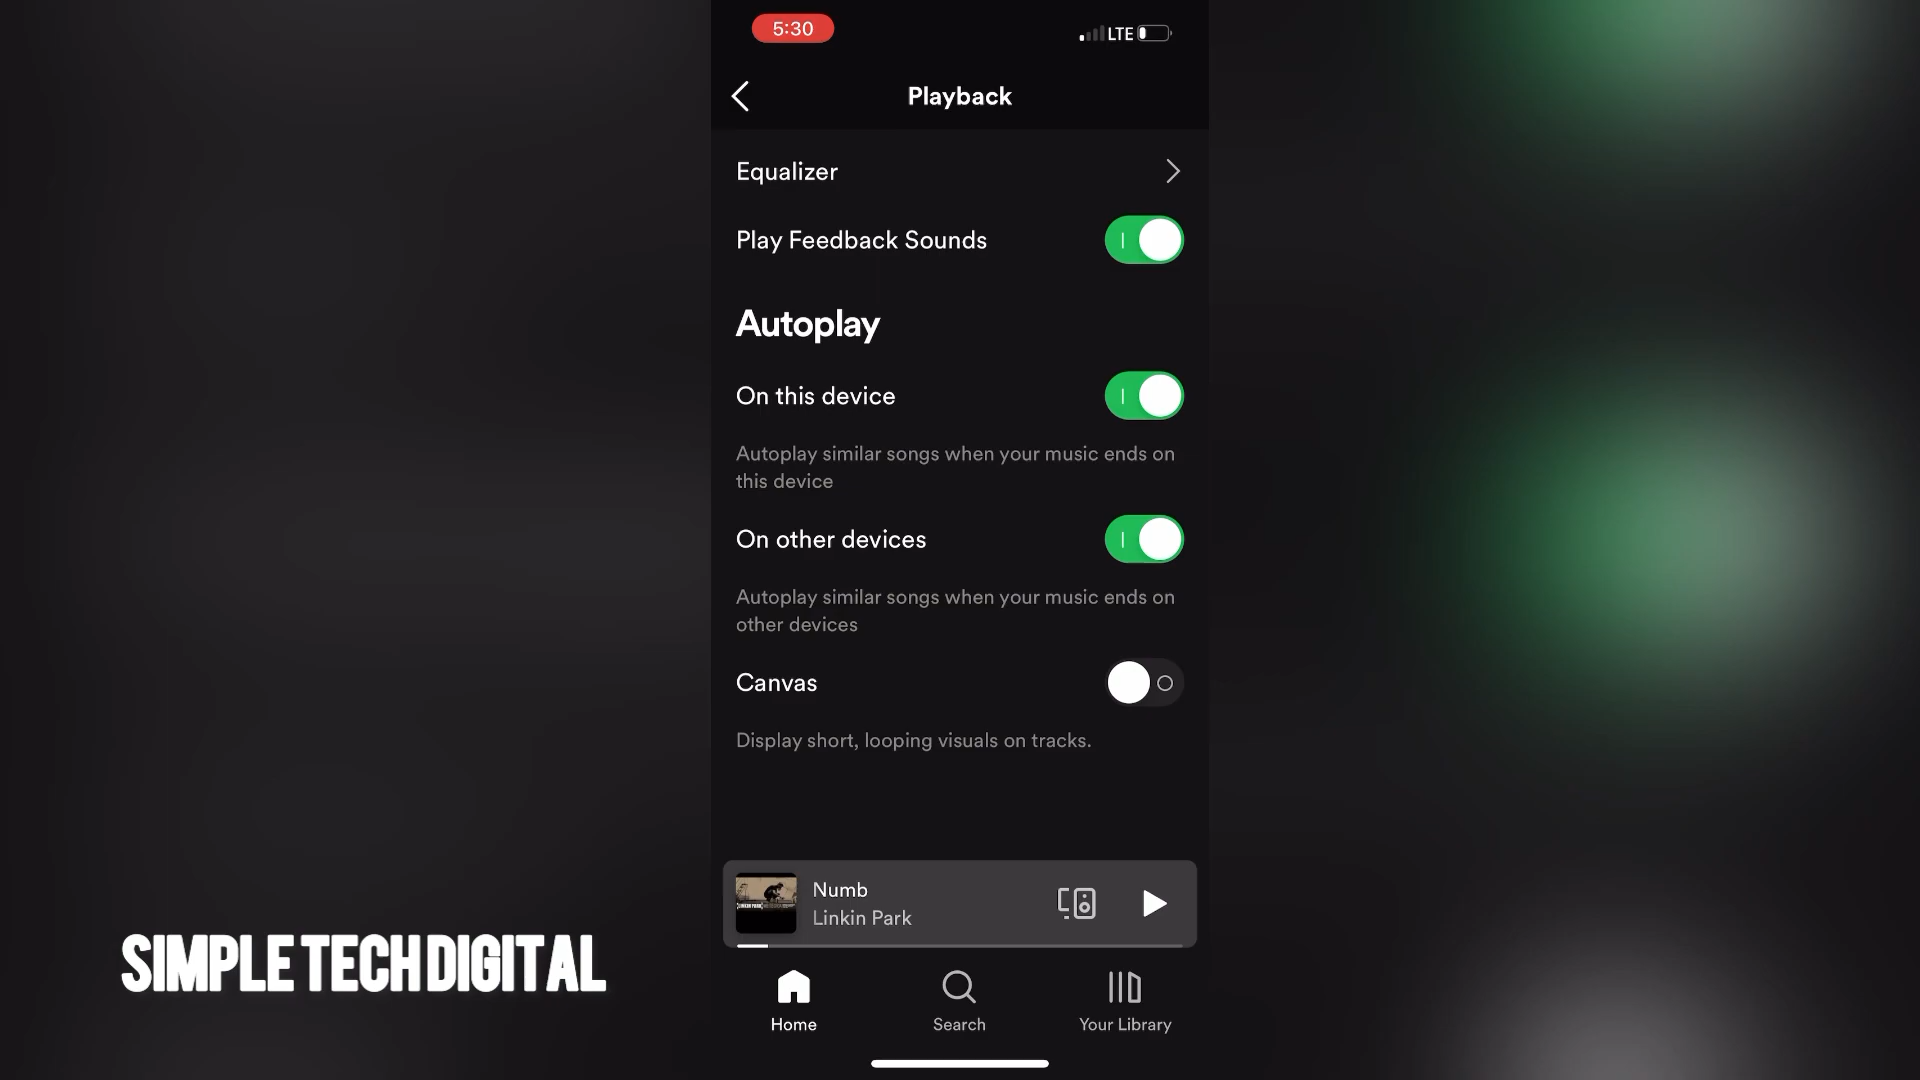 5:30
LTE
Playback
Equalizer
Play Feedback Sounds
Autoplay
On this device
Autoplay similar songs when your music ends on
this device
On other devices
Autoplay similar songs when your music ends on
other devices
Canvas
Display short, looping visuals on tracks.
Numb
Linkin Park
SIMPLE TECH DIGITAL
Home
Search
Your Library